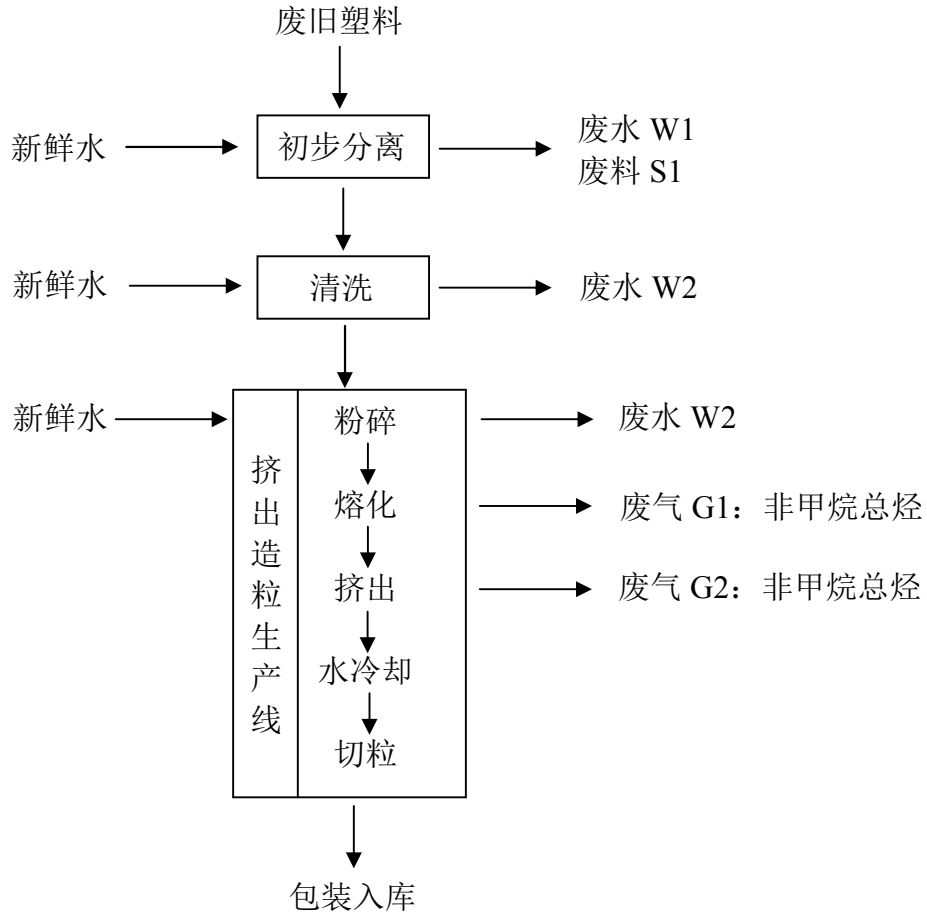 废旧塑料
新鲜水
初步分离
废水 W1
废料 S1
新鲜水
清洗
废水 W2
新鲜水
挤出造粒生产线
粉碎
废水 W2
熔化
废气 G1：非甲烷总烃
挤出
废气 G2：非甲烷总烃
水冷却
切粒
包装入库